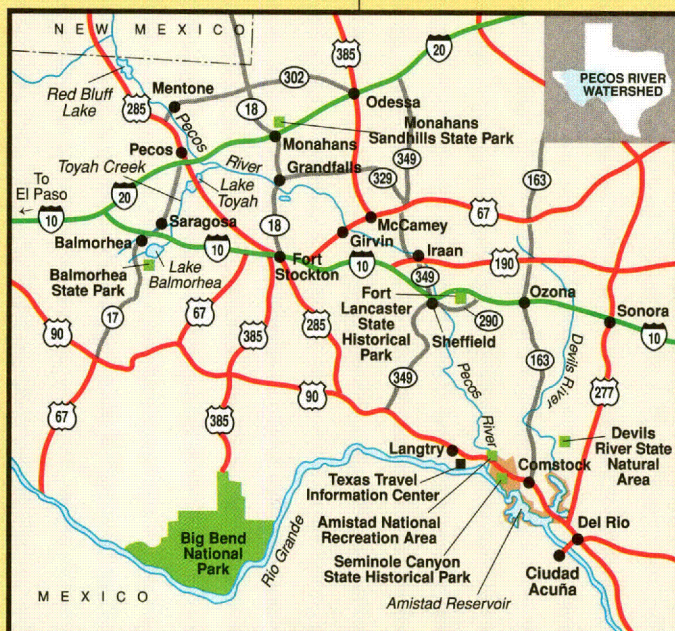 NEW MEXICO
385
20
PECOS RIVER
WATERSHED
302
Red Bluff
Lake
Mentone
285
18
Odessa
Pecos
Monahans
Sandhills State Park
Monahans
Pecos
River
Grandfalls
349
163
Toyah Creek
Lake
Toyah
329
To
El Paso
10
20
Saragosa
18
McCamey
67
Girvin
Balmorhea
10
Fort
Stockton
10
Iraan
190
349
Balmorhea
State Park
Lake
Balmorhea
Fort
Lancaster
State
Historical
Park
Ozona
290
Sheffield
Sonora
17
90
67
385
285
10
163
Devils River
349
Pecos
River
277
67
385
90
Langtry
Devils
River State
Natural
Area
Texas Travel
Information Center
Comstock
Big Bend
National
Park
Rio Grande
Amistad National
Recreation Area
Del Rio
Seminole Canyon
State Historical Park
Ciudad
Acuña
MEXICO
Amistad Reservoir